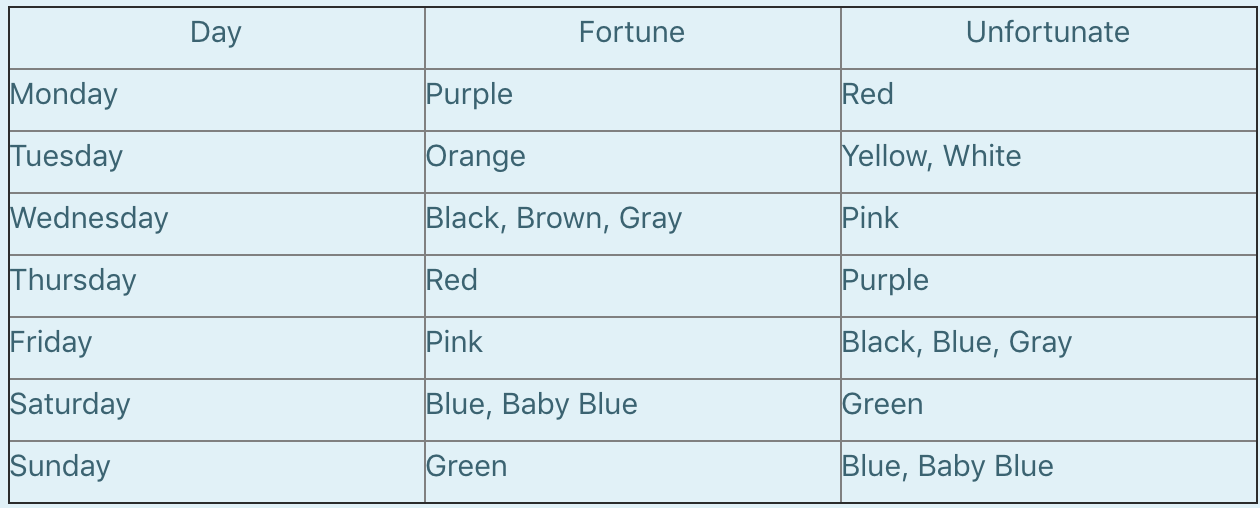 Day Fortune Unfortunate
Monday Purple Red
Tuesday Orange Yellow, White
Wednesday Black, Brown, Gray Pink
Thursday Red Purple
Friday Pink Black, Blue, Gray
Saturday Blue, Baby Blue Green
Sunday Green Blue, Baby Blue